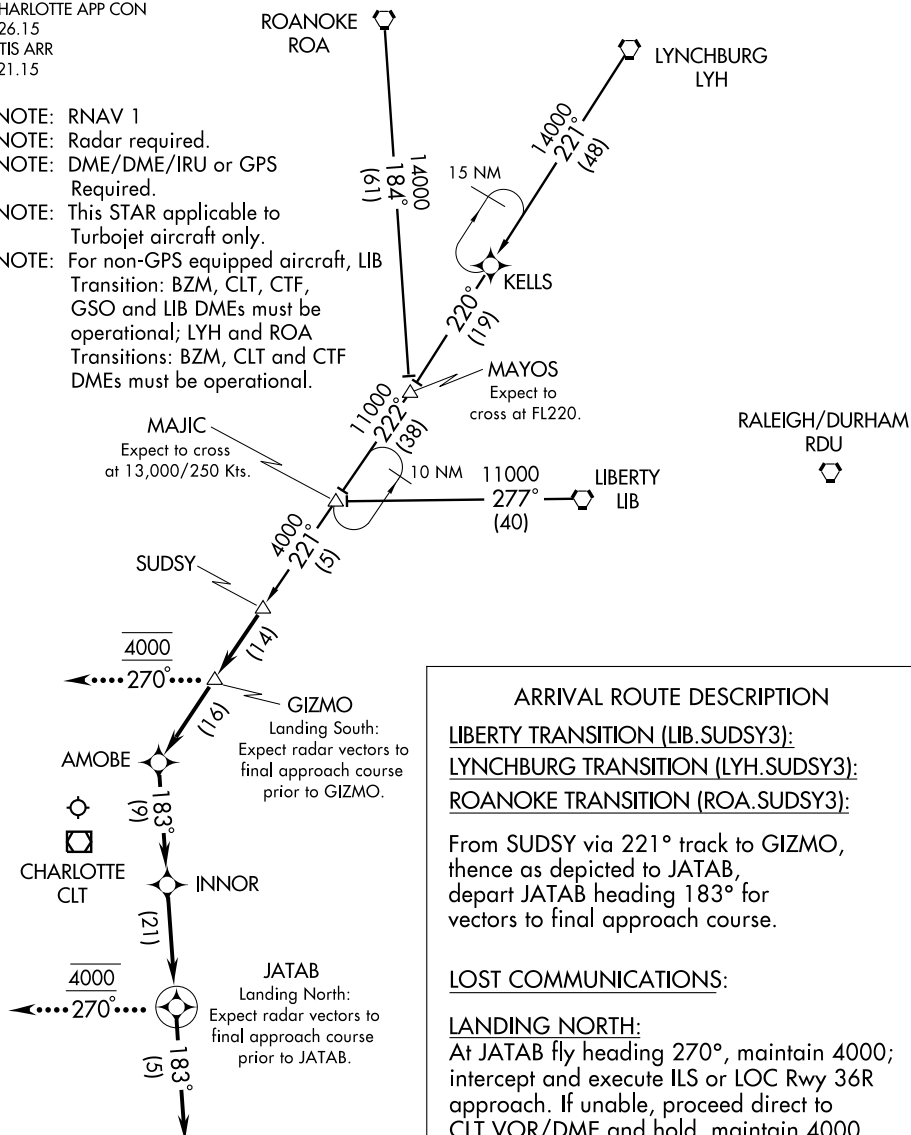 HARLOTTE APP CON
26.15
TIS ARR
21.15
NOTE: RNAV 1
NOTE: Radar required.
NOTE: DME/DME/IRU or GPS
Required.
NOTE: This STAR applicable to
Turbojet aircraft only.
NOTE: For non-GPS equipped aircraft, LIB
Transition: BZM, CLT, CTF,
GSO and LIB DMEs must be
operational; LYH and ROA
Transitions: BZM, CLT and CTF
DMEs must be operational.
ROANOKE
ROA
LYNCHBURG
LYH
14000
184°
(61)
14000
221°
(48)
15 NM
KELLS
220°
(19)
MAYOS
Expect to
cross at FL220.
11000
222°
(38)
MAJIC
Expect to cross
at 13,000/250 Kts.
10 NM
11000
277°
(40)
LIBERTY
LIB
RALEIGH/DURHAM
RDU
4000
221°
(5)
SUDSY
(14)
4000
270°
GIZMO
Landing South:
Expect radar vectors to
final approach course
prior to GIZMO.
(16)
AMOBE
183°
(9)
CHARLOTTE
CLT
INNOR
(21)
4000
270°
JATAB
Landing North:
Expect radar vectors to
final approach course
prior to JATAB.
183°
(5)
ARRIVAL ROUTE DESCRIPTION
LIBERTY TRANSITION (LIB.SUDSY3):
LYNCHBURG TRANSITION (LYH.SUDSY3):
ROANOKE TRANSITION (ROA.SUDSY3):
From SUDSY via 221° track to GIZMO,
thence as depicted to JATAB,
depart JATAB heading 183° for
vectors to final approach course.
LOST COMMUNICATIONS:
LANDING NORTH:
At JATAB fly heading 270°, maintain 4000;
intercept and execute ILS or LOC Rwy 36R
approach. If unable, proceed direct to
CLT VOR/DME and hold, maintain 4000